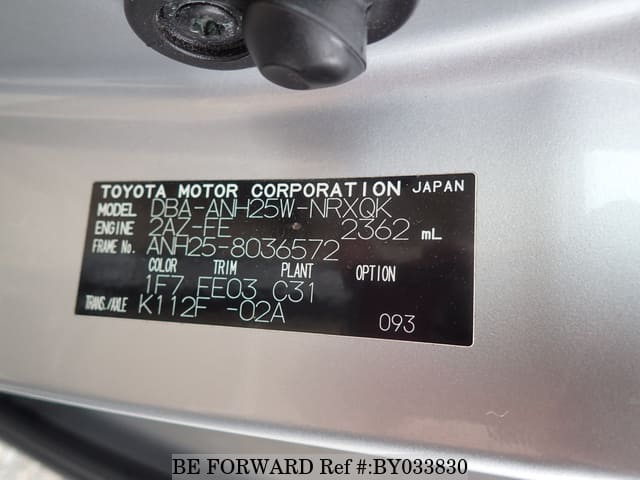 TOYOTA MOTOR CORPORATION JAPAN
MODEL DBA-ANH25W-NRXQK
ENGINE 2AZ-FE 2362 mL
FRAME No. ANH25-8036572
COLOR TRIM PLANT OPTION
1F7 FE03 C31
TRANS./AXLE K112F -02A
093
BE FORWARD Ref #:BY033830